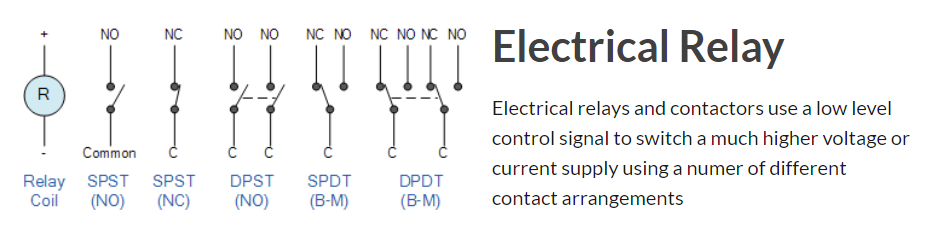 + NO NC NO NO NC NO NC NO NC NO
R
- Common C C C C C C
Relay Coil SPST (NO) SPST (NC) DPST (NO) SPDT (B-M) DPDT (B-M)
Electrical Relay
Electrical relays and contactors use a low level
control signal to switch a much higher voltage or
current supply using a numer of different
contact arrangements